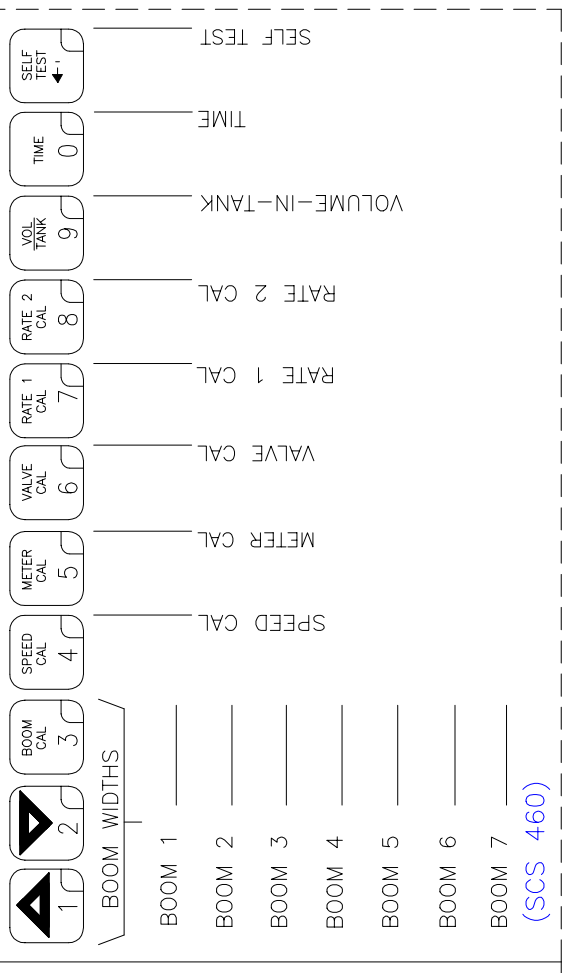 1
2
BOOM
CAL
3
SPEED
CAL
4
METER
CAL
5
VALVE
CAL
6
RATE 1
CAL
7
RATE 2
CAL
8
VOL
TANK
9
TIME
0
SELF
TEST
BOOM WIDTHS
BOOM 1
BOOM 2
BOOM 3
BOOM 4
BOOM 5
BOOM 6
BOOM 7
(SCS 460)
SPEED CAL
METER CAL
VALVE CAL
RATE 1 CAL
RATE 2 CAL
VOLUME-IN-TANK
TIME
SELF TEST